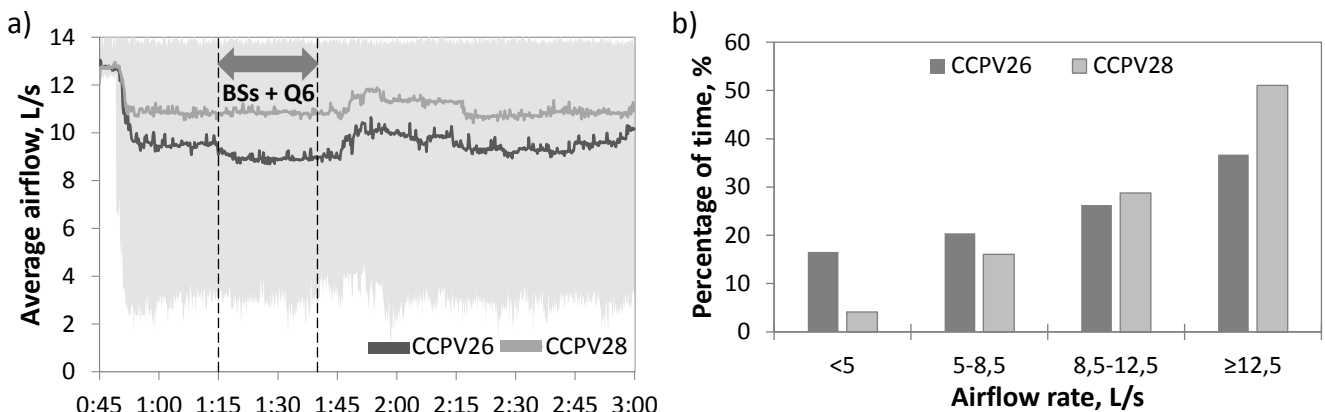 a)
Average airflow, L/s
14
12
10
8
6
4
2
0
BSs + Q6
CCPV26 CCPV28
0:45 1:00 1:15 1:30 1:45 2:00 2:15 2:30 2:45 3:00
b)
Percentage of time, %
60
50
40
30
20
10
0
CCPV26 CCPV28
<5 5-8,5 8,5-12,5 ≥12,5
Airflow rate, L/s